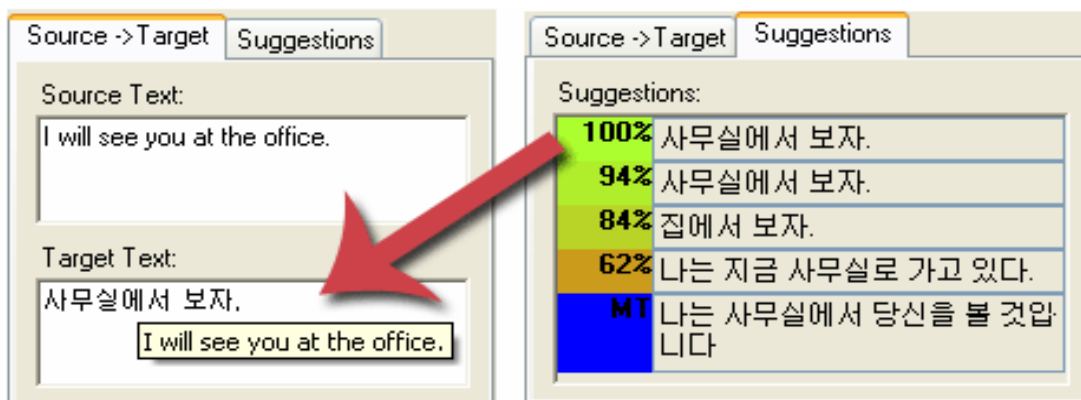 Source ->Target
Suggestions
Source Text:
I will see you at the office.
Target Text:
사무실에서 보자.
I will see you at the office.
Source ->Target
Suggestions
Suggestions:
100% 사무실에서 보자.
94% 사무실에서 보자.
84% 집에서 보자.
62% 나는 지금 사무실로 가고 있다.
MT 나는 사무실에서 당신을 볼 것입
니다